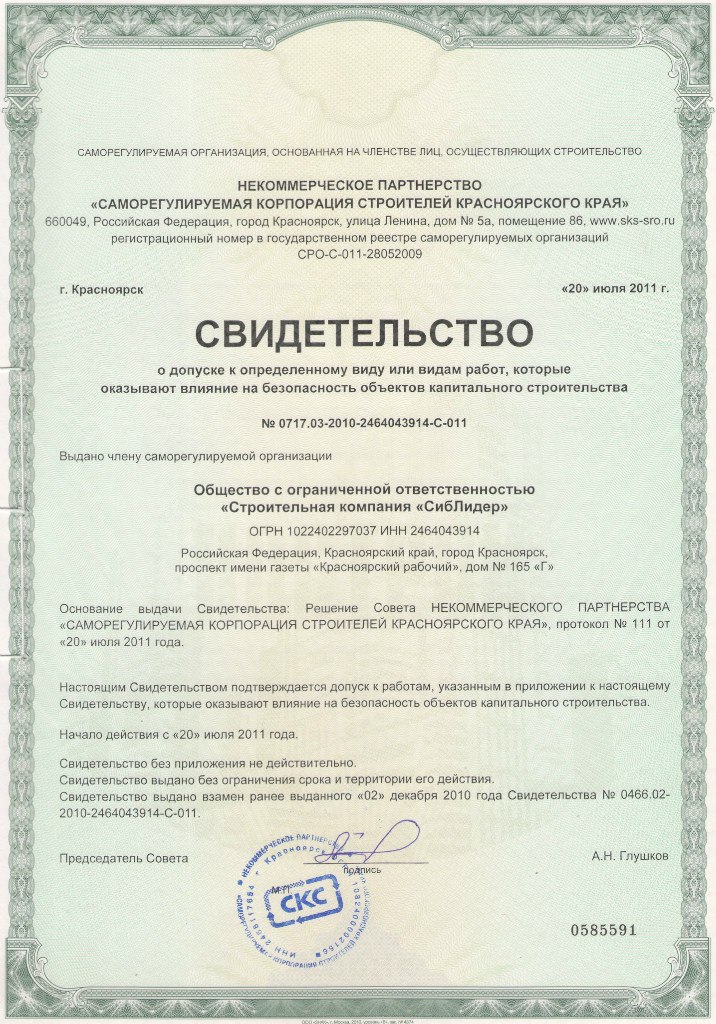 САМОРЕГУЛИРУЕМАЯ ОРГАНИЗАЦИЯ, ОСНОВАННАЯ НА ЧЛЕНСТВЕ ЛИЦ, ОСУЩЕСТВЛЯЮЩИХ СТРОИТЕЛЬСТВО
НЕКОММЕРЧЕСКОЕ ПАРТНЕРСТВО
«САМОРЕГУЛИРУЕМАЯ КОРПОРАЦИЯ СТРОИТЕЛЕЙ КРАСНОЯРСКОГО КРАЯ»
660049, Российская Федерация, город Красноярск, улица Ленина, дом № 5а, помещение 86, www.sks-sro.ru
регистрационный номер в государственном реестре саморегулируемых организаций
СРО-С-011-28052009
г. Красноярск «20» июля 2011 г.
СВИДЕТЕЛЬСТВО
о допуске к определенному виду или видам работ, которые
оказывают влияние на безопасность объектов капитального строительства
№ 0717.03-2010-2464043914-С-011
Выдано члену саморегулируемой организации
Общество с ограниченной ответственностью
«Строительная компания «СибЛидер»
ОГРН 1022402297037 ИНН 2464043914
Российская Федерация, Красноярский край, город Красноярск,
проспект имени газеты «Красноярский рабочий», дом № 165 «Г»
Основание выдачи Свидетельства: Решение Совета НЕКОММЕРЧЕСКОГО ПАРТНЕРСТВА
«САМОРЕГУЛИРУЕМАЯ КОРПОРАЦИЯ СТРОИТЕЛЕЙ КРАСНОЯРСКОГО КРАЯ», протокол № 111 от
«20» июля 2011 года.
Настоящим Свидетельством подтверждается допуск к работам, указанным в приложении к настоящему
Свидетельству, которые оказывают влияние на безопасность объектов капитального строительства.
Начало действия с «20» июля 2011 года.
Свидетельство без приложения не действительно.
Свидетельство выдано без ограничения срока и территории его действия.
Свидетельство выдано взамен ранее выданного «02» декабря 2010 года Свидетельства № 0466.02-
2010-2464043914-С-011.
Председатель Совета А.Н. Глушков
подпись
М.П.
НЕКОММЕРЧЕСКОЕ ПАРТНЕРСТВО
г. Красноярск
СКС
0585591